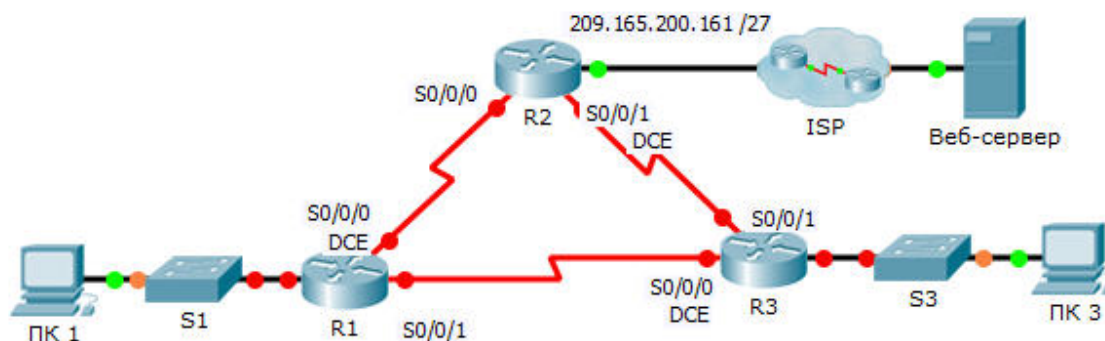 209.165.200.161 /27
S0/0/0
R2
S0/0/1
DCE
ISP
Веб-сервер
S0/0/0
DCE
S0/0/1
ПК 1
S1
R1
S0/0/1
S0/0/0
DCE
R3
S3
ПК 3